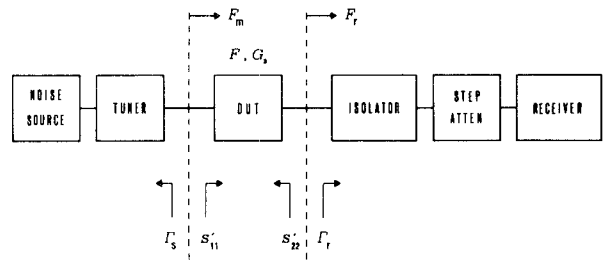 F_m
F_r
F , G_a
NOISE
SOURCE
TUNER
DUT
ISOLATOR
STEP
ATTEN
RECEIVER
Γ_s
s′_11
s′_22
Γ_r